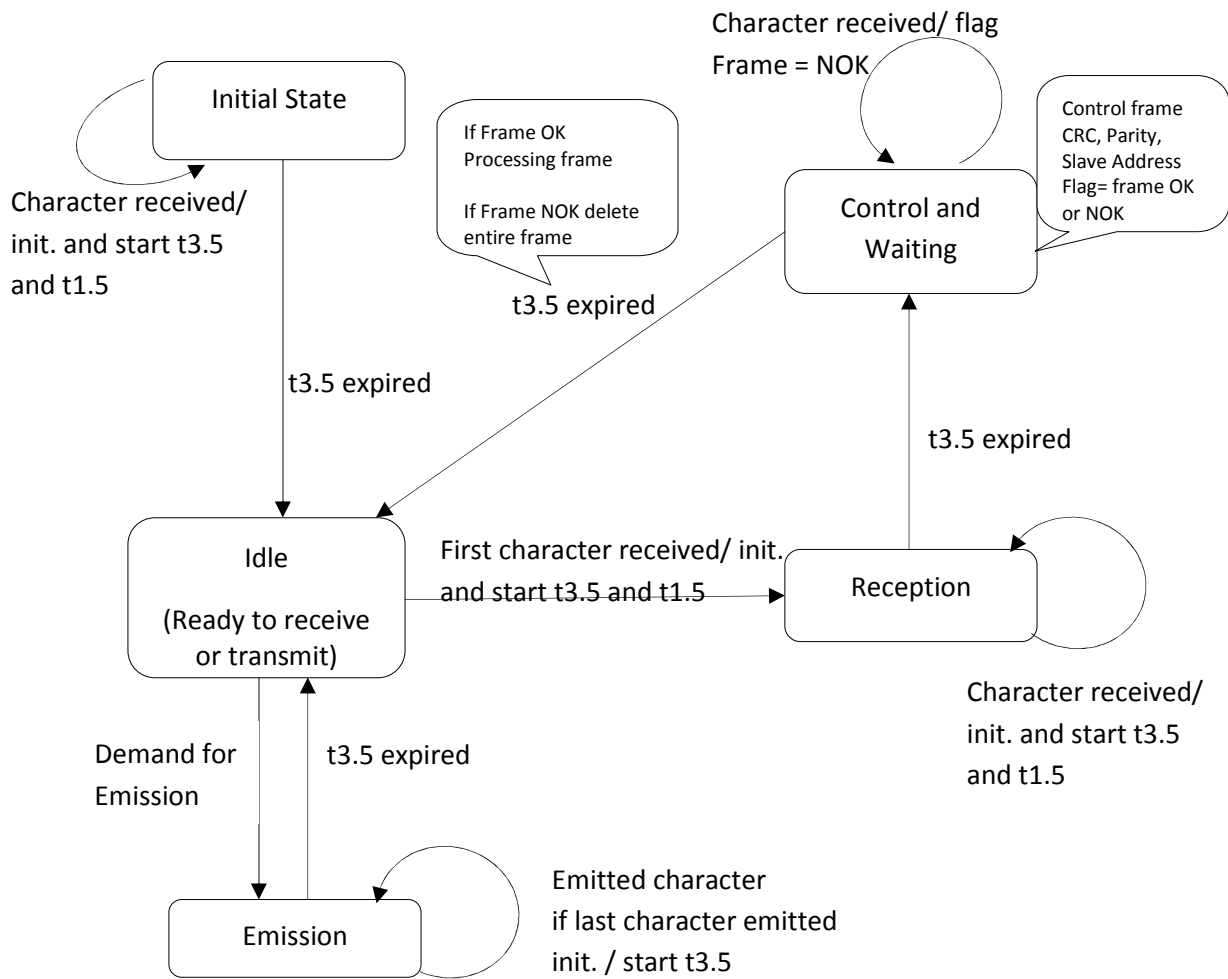 Character received/ flag
Frame = NOK
Initial State
If Frame OK
Processing frame
If Frame NOK delete
entire frame
Control frame
CRC, Parity,
Slave Address
Flag= frame OK
or NOK
Character received/
init. and start t3.5
and t1.5
Control and
Waiting
t3.5 expired
t3.5 expired
t3.5 expired
Idle
(Ready to receive
or transmit)
First character received/ init.
and start t3.5 and t1.5
Reception
Character received/
init. and start t3.5
and t1.5
Demand for
Emission
t3.5 expired
Emission
Emitted character
if last character emitted
init. / start t3.5